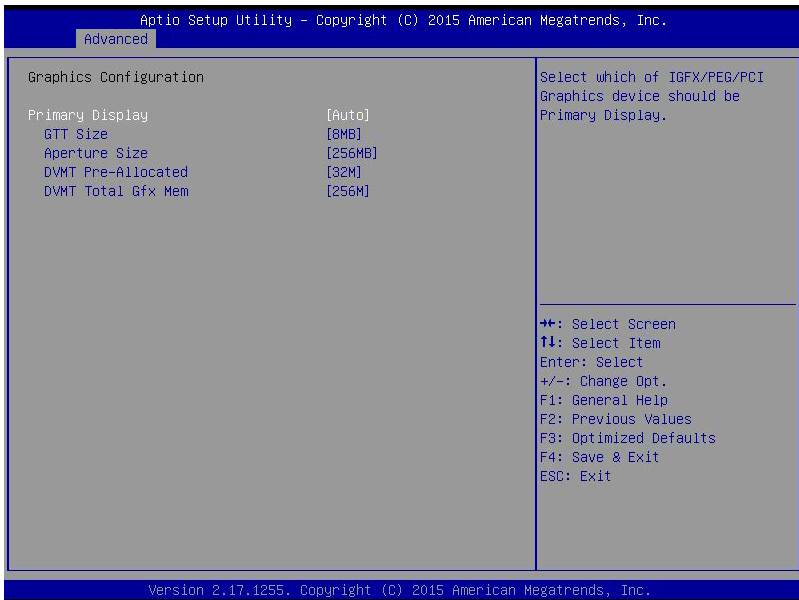 Aptio Setup Utility – Copyright (C) 2015 American Megatrends, Inc.
Advanced
Graphics Configuration
Primary Display [Auto]
GTT Size [8MB]
Aperture Size [256MB]
DVMT Pre-Allocated [32M]
DVMT Total Gfx Mem [256M]
Select which of IGFX/PEG/PCI
Graphics device should be
Primary Display.
→←: Select Screen
↑↓: Select Item
Enter: Select
+/-: Change Opt.
F1: General Help
F2: Previous Values
F3: Optimized Defaults
F4: Save & Exit
ESC: Exit
Version 2.17.1255. Copyright (C) 2015 American Megatrends, Inc.